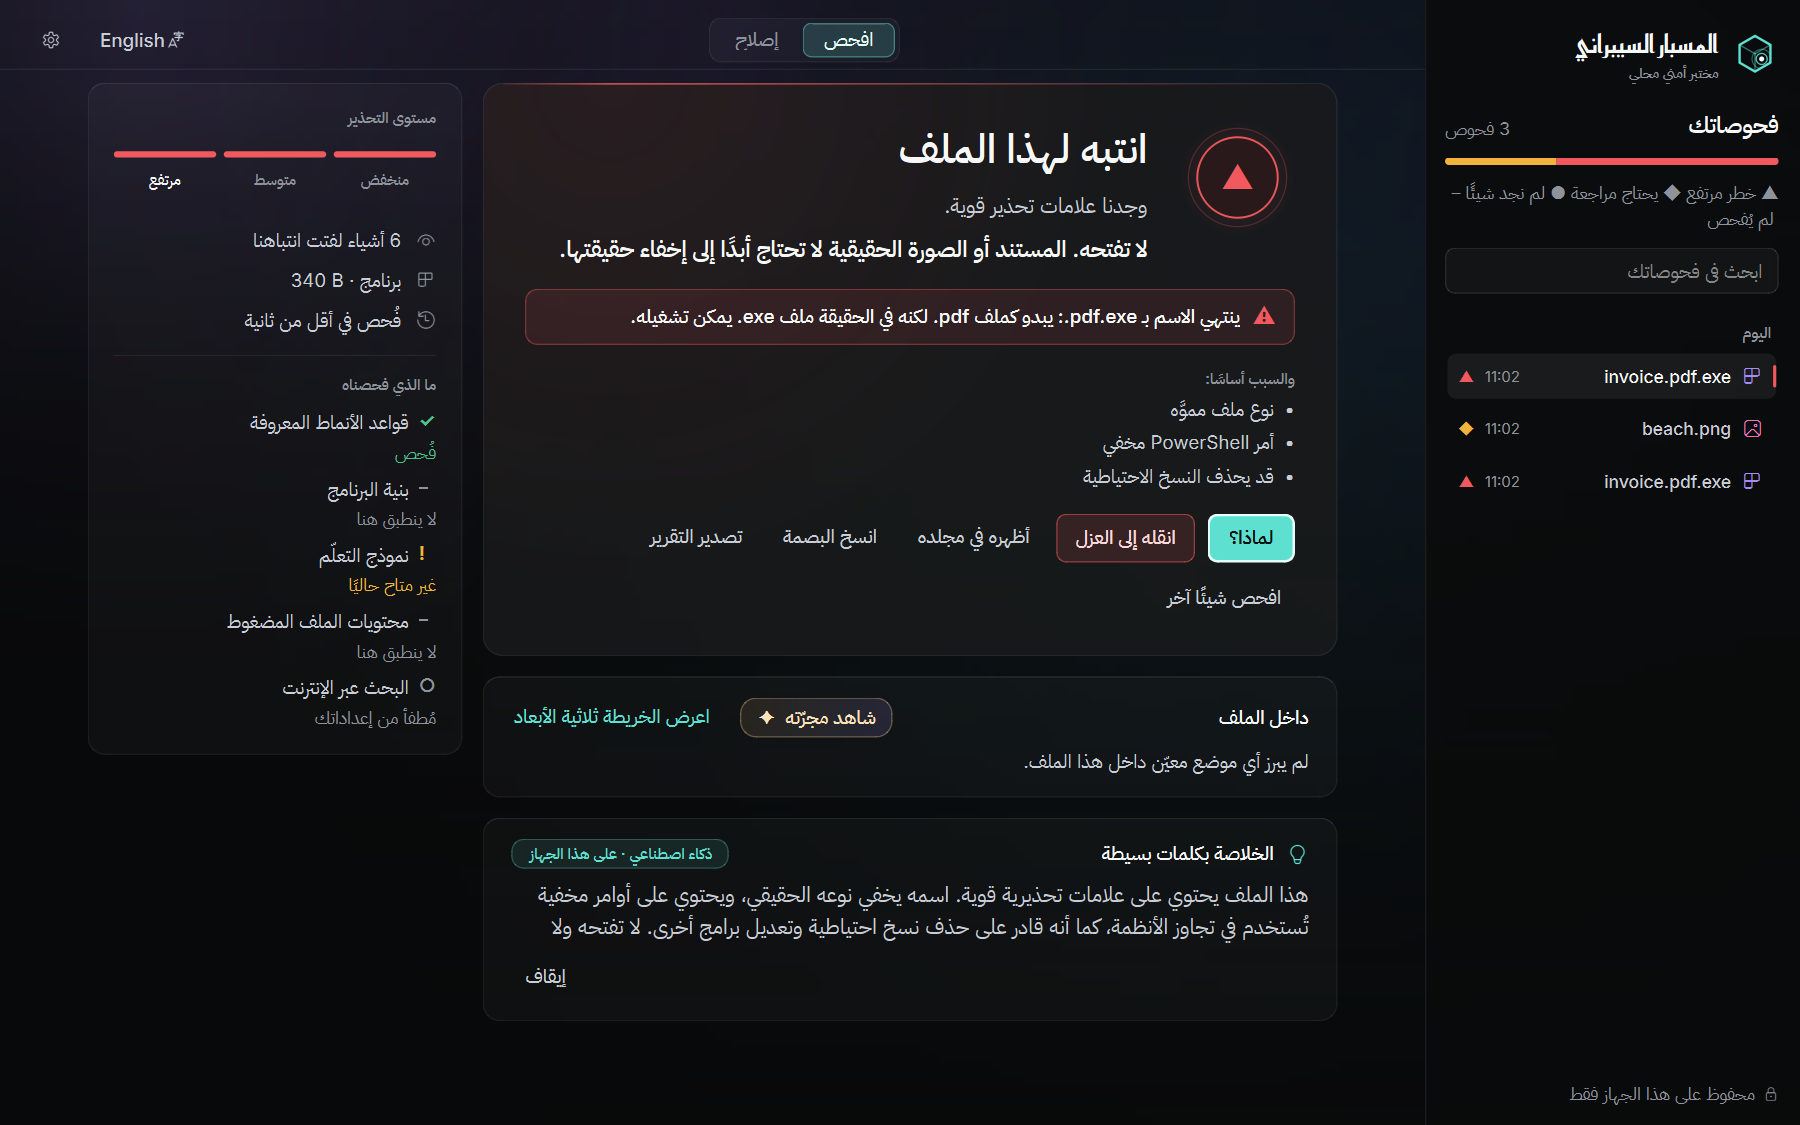 المسبار السيبراني
مختبر أمني محلي
فحوصاتك
3 فحوص
▲ خطر مرتفع ◆ يحتاج مراجعة ● لم نجد شيئًا –
لم يُفحص
ابحث في فحوصاتك
اليوم
invoice.pdf.exe 11:02
beach.png 11:02
invoice.pdf.exe 11:02
محفوظ على هذا الجهاز فقط
افحص
إصلاح
English
انتبه لهذا الملف
وجدنا علامات تحذير قوية.
لا تفتحه. المستند أو الصورة الحقيقية لا تحتاج أبدًا إلى إخفاء حقيقتها.
ينتهي الاسم بـ pdf.exe.: يبدو كملف pdf. لكنه في الحقيقة ملف exe. يمكن تشغيله.
والسبب أساسًا:
• نوع ملف مموَّه
• أمر PowerShell مخفي
• قد يحذف النسخ الاحتياطية
لماذا؟
انقله إلى العزل
أظهره في مجلده
انسخ البصمة
تصدير التقرير
افحص شيئًا آخر
داخل الملف
شاهد مجرّته
اعرض الخريطة ثلاثية الأبعاد
لم يبرز أي موضع معيّن داخل هذا الملف.
الخلاصة بكلمات بسيطة
ذكاء اصطناعي · على هذا الجهاز
هذا الملف يحتوي على علامات تحذيرية قوية. اسمه يخفي نوعه الحقيقي، ويحتوي على أوامر مخفية
تُستخدم في تجاوز الأنظمة، كما أنه قادر على حذف نسخ احتياطية وتعديل برامج أخرى. لا تفتحه ولا
إيقاف
مستوى التحذير
منخفض
متوسط
مرتفع
6 أشياء لفتت انتباهنا
برنامج · 340 B
فُحص في أقل من ثانية
ما الذي فحصناه
قواعد الأنماط المعروفة
فُحص
بنية البرنامج
لا ينطبق هنا
نموذج التعلّم
غير متاح حاليًا
محتويات الملف المضغوط
لا ينطبق هنا
البحث عبر الإنترنت
مُطفأ من إعداداتك